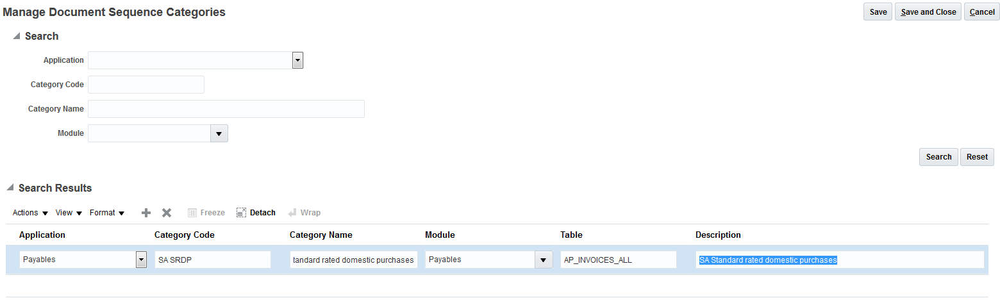 Manage Document Sequence Categories Save Save and Close Cancel
Search
Application
Category Code
Category Name
Module
Search Reset
Search Results
Actions View Format Freeze Detach Wrap
Application Category Code Category Name Module Table Description
Payables SA SRDP tandard rated domestic purchases Payables AP_INVOICES_ALL SA Standard rated domestic purchases